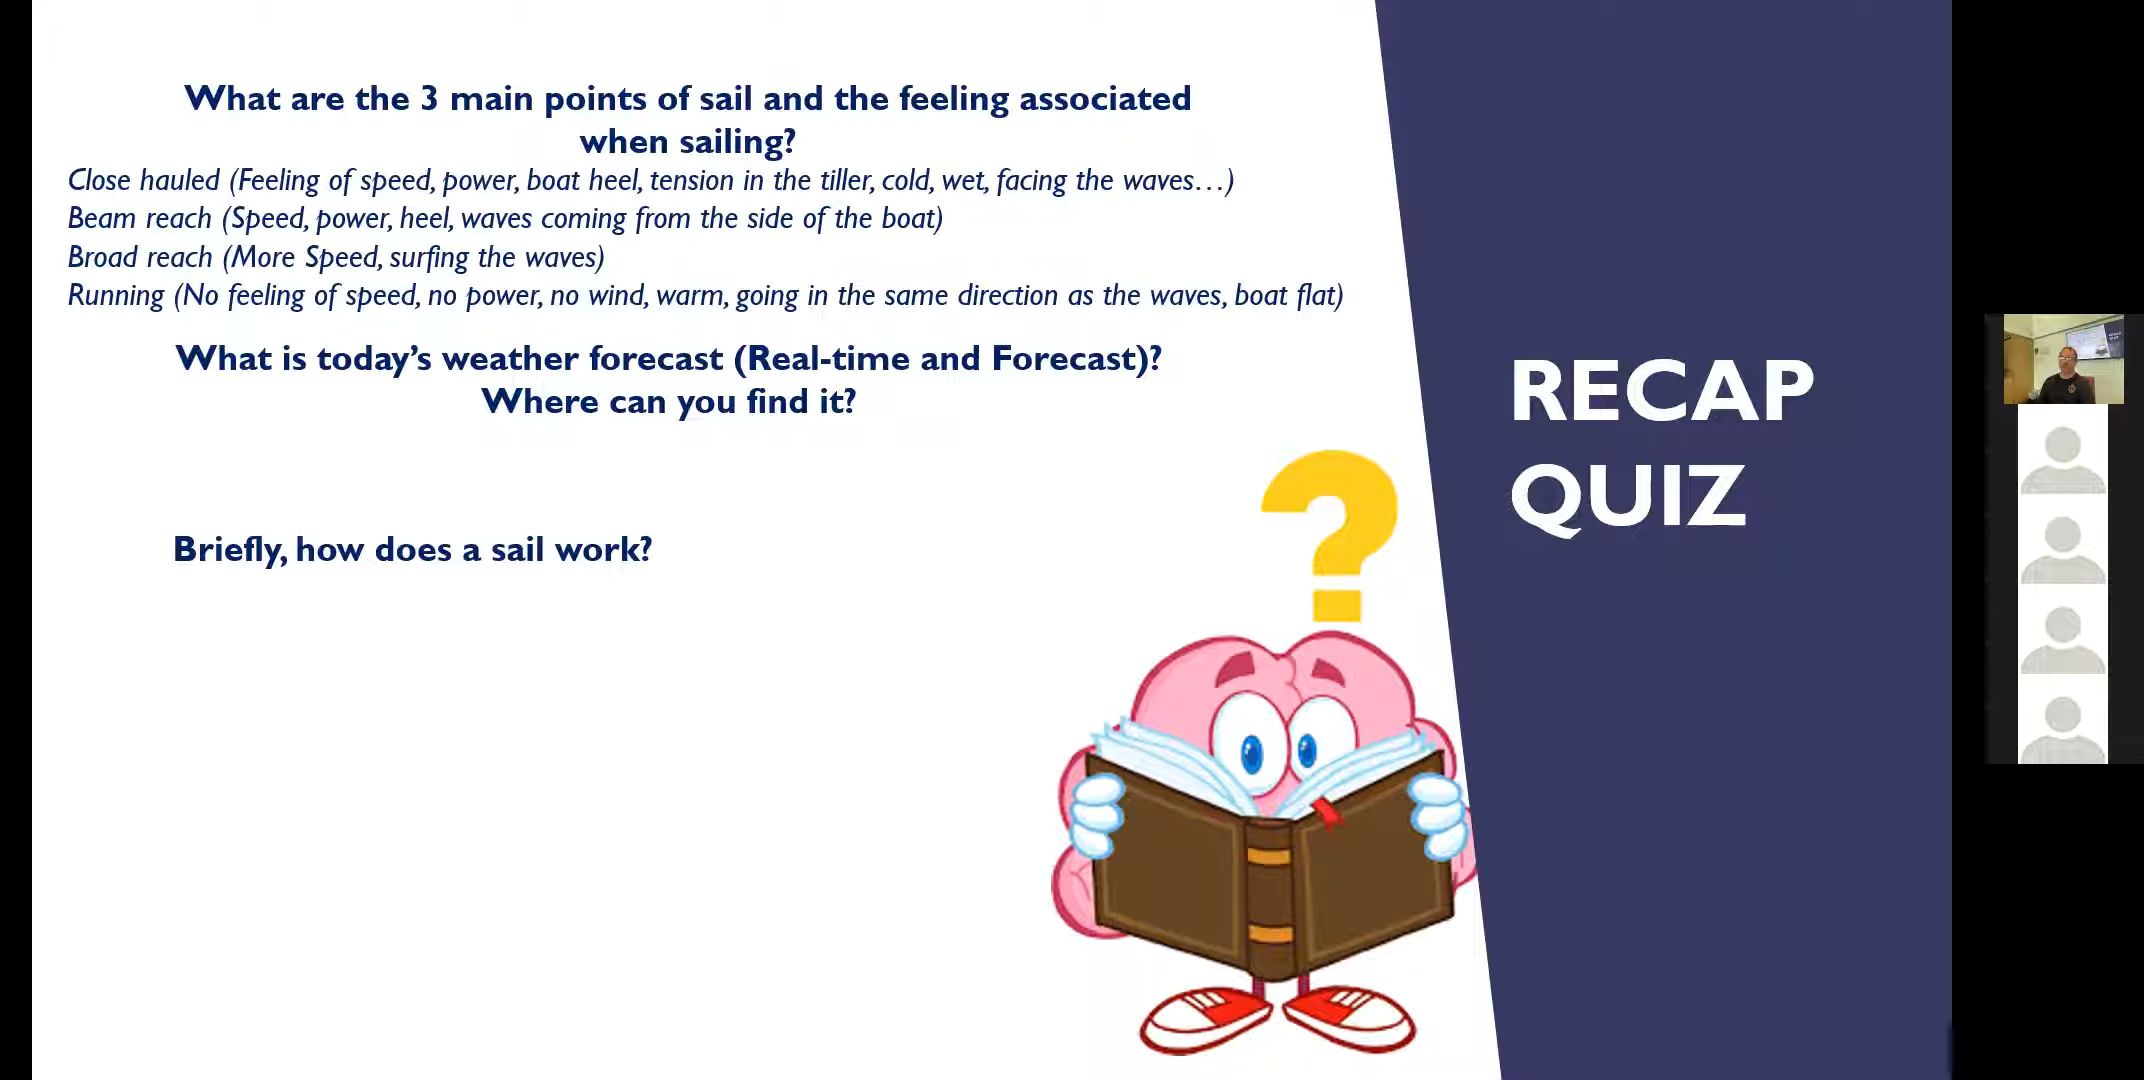 What are the 3 main points of sail and the feeling associated
when sailing?
Close hauled (Feeling of speed, power, boat heel, tension in the tiller, cold, wet, facing the waves…)
Beam reach (Speed, power, heel, waves coming from the side of the boat)
Broad reach (More Speed, surfing the waves)
Running (No feeling of speed, no power, no wind, warm, going in the same direction as the waves, boat flat)
What is today’s weather forecast (Real-time and Forecast)?
Where can you find it?
Briefly, how does a sail work?
RECAP
QUIZ